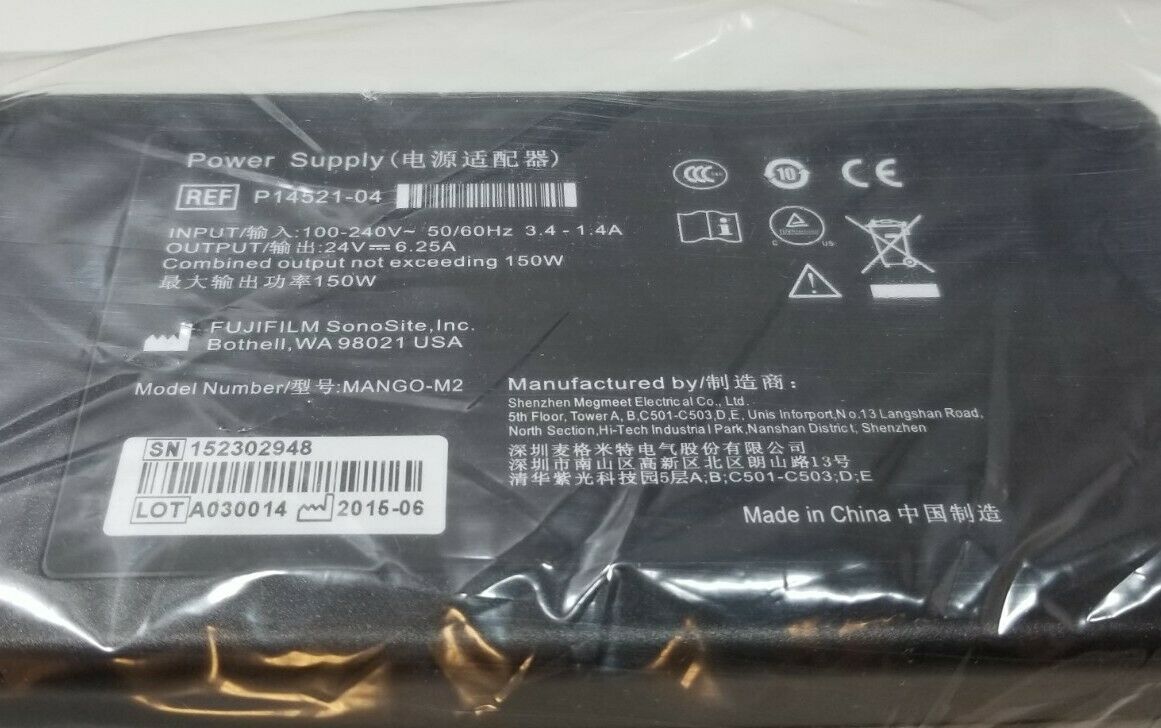 Power Supply(电源适配器)
REF P14521-04
INPUT/输入:100-240V~ 50/60Hz 3.4 - 1.4A
OUTPUT/输出:24V⎓6.25A
Combined output not exceeding 150W
最大输出功率150W
FUJIFILM SonoSite,Inc.
Bothell,WA 98021 USA
Model Number/型号:MANGO-M2
SN 152302948
LOT A030014 2015-06
CCC
10
CE
i
C US
Manufactured by/制造商:
Shenzhen Megmeet Electrical Co., Ltd.
5th Floor, Tower A, B,C501-C503,D,E, Unis Inforport,No.13 Langshan Road,
North Section,Hi-Tech Industrial Park,Nanshan District, Shenzhen
深圳麦格米特电气股份有限公司
深圳市南山区高新区北区朗山路13号
清华紫光科技园5层A;B;C501-C503;D;E
Made in China 中国制造